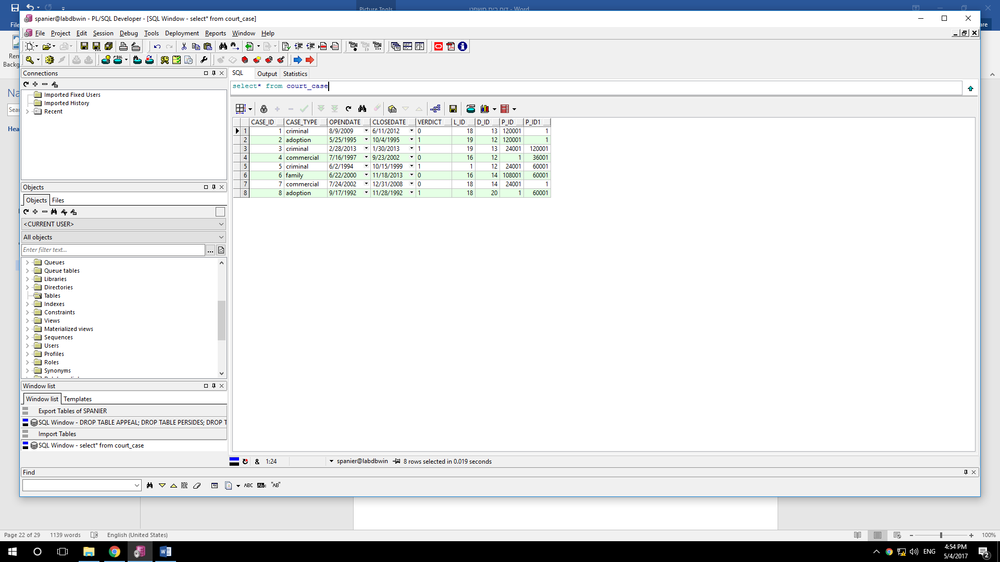 Picture Tools
דוח בית משפט - Word
File
spanier@labdbwin - PL/SQL Developer - [SQL Window - select* from court_case]
File Project Edit Session Debug Tools Deployment Reports Window Help
Connections
Imported Fixed Users
Imported History
Recent
Objects
Objects Files
<CURRENT USER>
All objects
Enter filter text...
Queues
Queue tables
Libraries
Directories
Tables
Indexes
Constraints
Views
Materialized views
Sequences
Users
Profiles
Roles
Synonyms
Window list
Window list Templates
Export Tables of SPANIER
SQL Window - DROP TABLE APPEAL; DROP TABLE PERSIDES; DROP T
Import Tables
SQL Window - select* from court_case
SQL Output Statistics
select* from court_case
CASE_ID CASE_TYPE OPENDATE CLOSEDATE VERDICT L_ID D_ID P_ID P_ID1
1 1 criminal 8/9/2009 6/11/2012 0 18 13 120001 1
2 2 adoption 5/25/1995 10/4/1995 1 19 12 120001 1
3 3 criminal 2/28/2013 1/30/2013 1 19 13 24001 120001
4 4 commercial 7/16/1997 9/23/2002 0 16 12 1 36001
5 5 criminal 6/2/1994 10/15/1999 1 1 12 24001 60001
6 6 family 6/22/2000 11/18/2013 0 16 14 108001 60001
7 7 commercial 7/24/2002 12/31/2008 0 18 14 24001 1
8 8 adoption 9/17/1992 11/28/1992 1 18 20 1 60001
& 1:24 spanier@labdbwin 8 rows selected in 0.019 seconds
Find
ABC "AB"
Page 22 of 29 1139 words English (United States) 100%
ENG
4:54 PM
5/4/2017
2